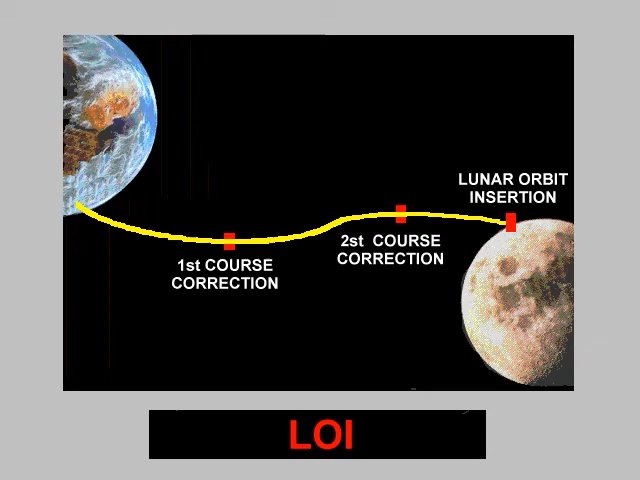 LUNAR ORBIT
INSERTION
1st COURSE
CORRECTION
2st COURSE
CORRECTION
LOI